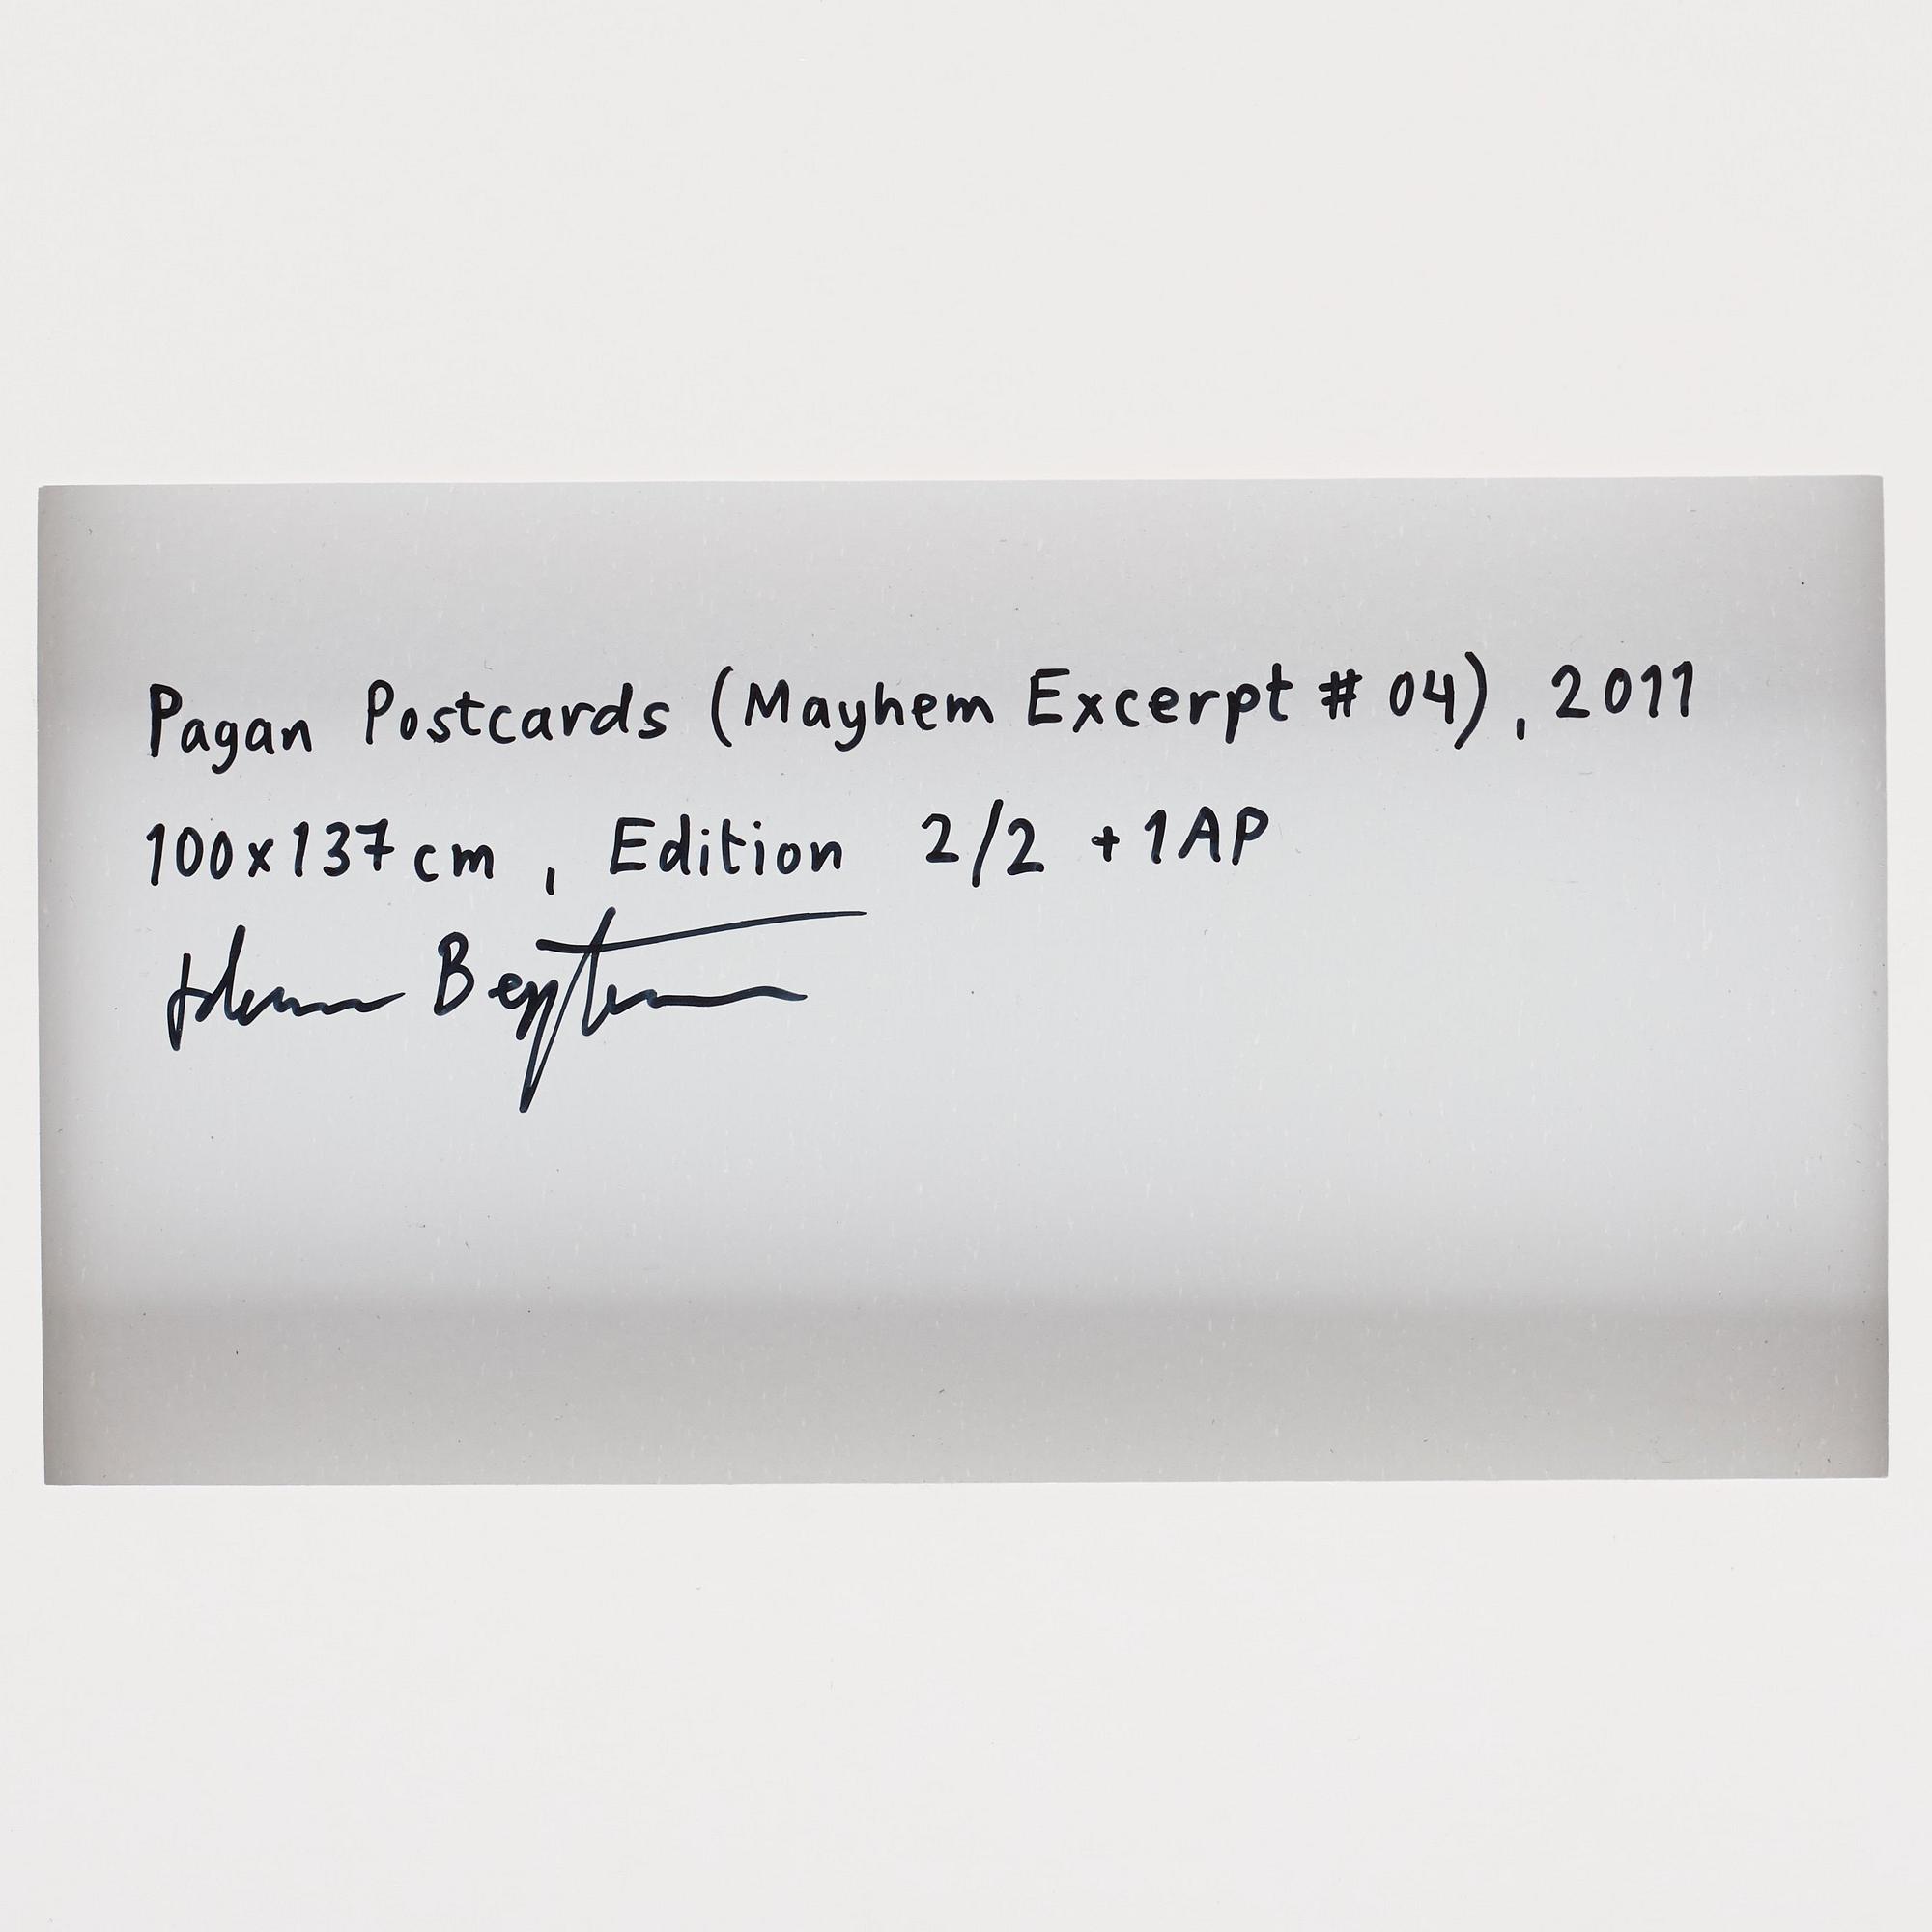 Pagan Postcards (Mayhem Excerpt # 04), 2011
100x137cm, Edition 2/2 + 1AP